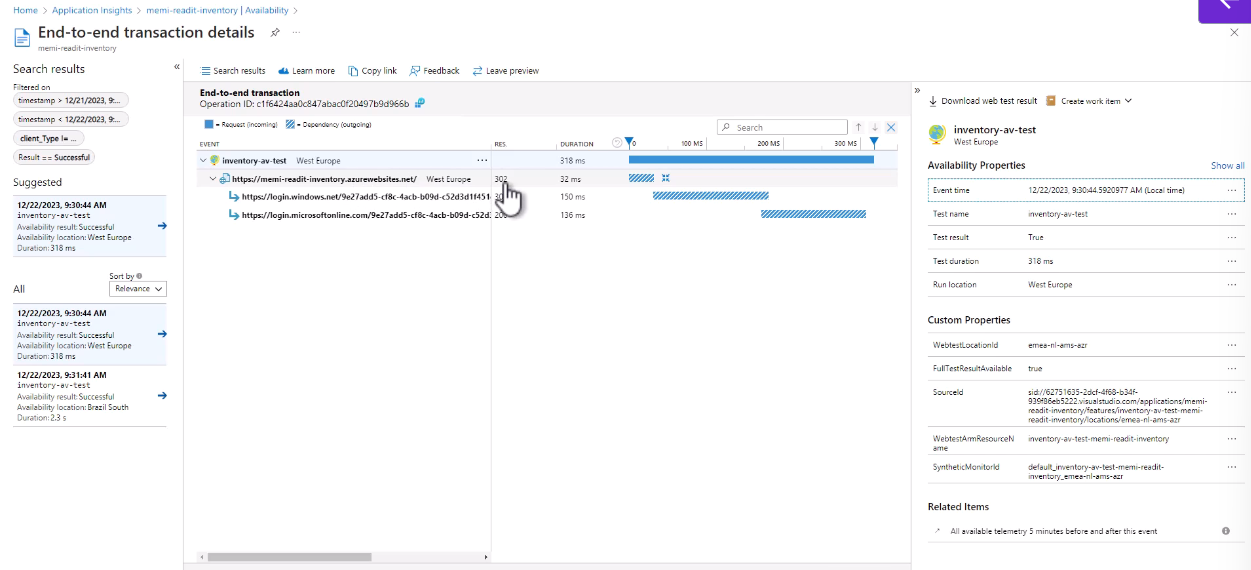 Home > Application Insights > memi-readit-inventory | Availability >
End-to-end transaction details
memi-readit-inventory
Search results
Filtered on
timestamp > 12/21/2023, 9:...
timestamp < 12/22/2023, 9:...
client_Type != ...
Result == Successful
Suggested
12/22/2023, 9:30:44 AM
inventory-av-test
Availability result: Successful
Availability location: West Europe
Duration: 318 ms
All
Sort by
Relevance
12/22/2023, 9:30:44 AM
inventory-av-test
Availability result: Successful
Availability location: West Europe
Duration: 318 ms
12/22/2023, 9:31:41 AM
inventory-av-test
Availability result: Successful
Availability location: Brazil South
Duration: 2.3 s
Search results Learn more Copy link Feedback Leave preview
End-to-end transaction
Operation ID: c1f6424aa0c847abac0f20497b9d966b
= Request (incoming) = Dependency (outgoing)
Search
EVENT RES. DURATION 0 100 MS 200 MS 300 MS
inventory-av-test West Europe ... 318 ms
https://memi-readit-inventory.azurewebsites.net/ West Europe 302 32 ms
https://login.windows.net/9e27add5-cf8c-4acb-b09d-c52d3d1f451 150 ms
https://login.microsoftonline.com/9e27add5-cf8c-4acb-b09d-c52d3 136 ms
Download web test result Create work item
inventory-av-test
West Europe
Availability Properties Show all
Event time 12/22/2023, 9:30:44.5920977 AM (Local time) ...
Test name inventory-av-test ...
Test result True ...
Test duration 318 ms ...
Run location West Europe ...
Custom Properties
WebtestLocationId emea-nl-ams-azr ...
FullTestResultAvailable true ...
SourceId sid://62751635-2dcf-4f68-b34f-
939f86eb5222.visualstudio.com/applications/memi-
readit-inventory/features/inventory-av-test-memi-
readit-inventory/locations/emea-nl-ams-azr
WebtestArmResourceN
ame inventory-av-test-memi-readit-inventory ...
SyntheticMonitorId default_inventory-av-test-memi-readit-
inventory_emea-nl-ams-azr
Related Items
All available telemetry 5 minutes before and after this event